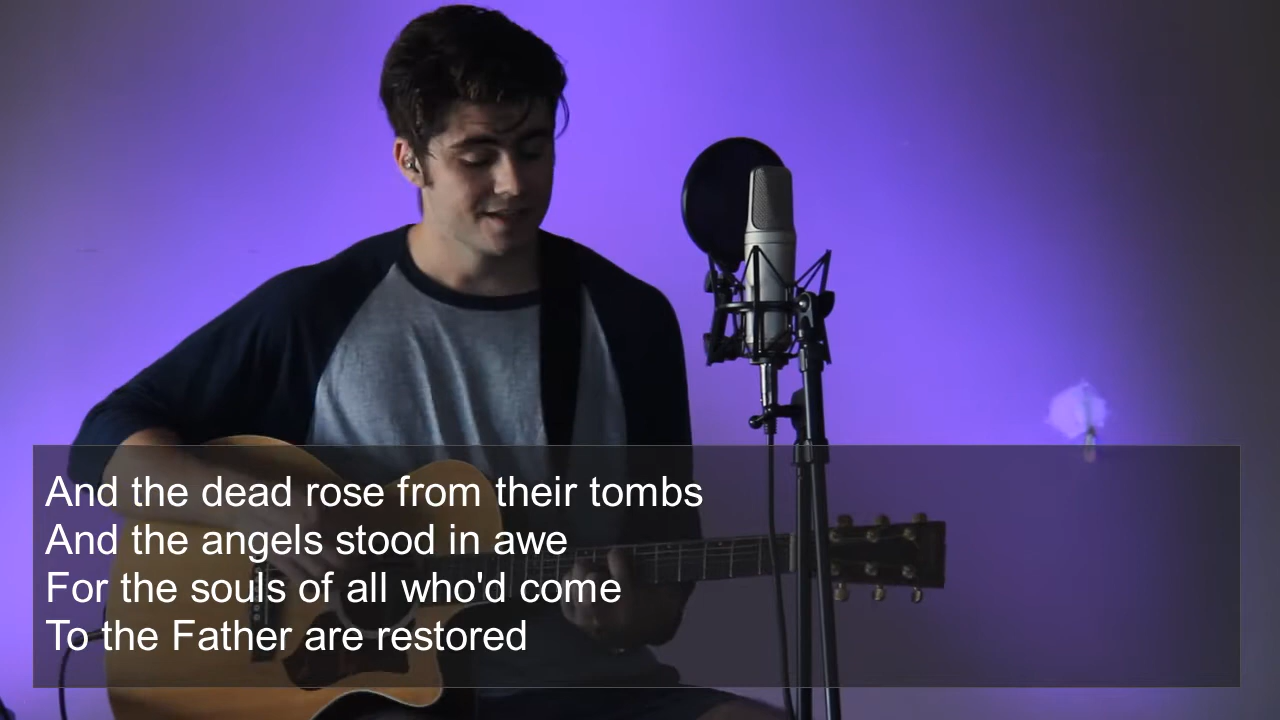 And the dead rose from their tombs
And the angels stood in awe
For the souls of all who'd come
To the Father are restored